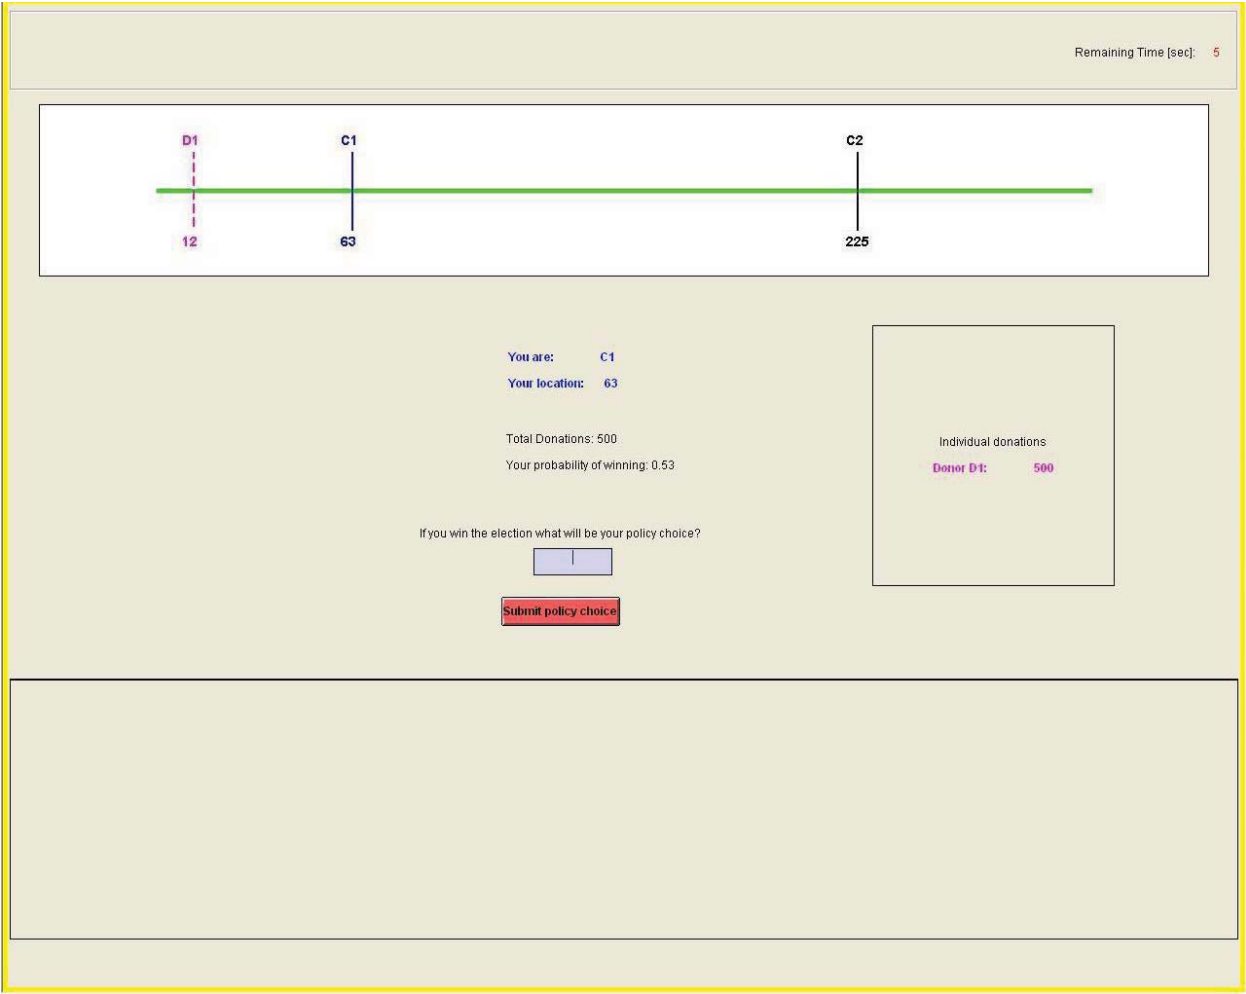 Remaining Time [sec]: 5
D1 C1 C2
12 63 225
You are: C1
Your location: 63
Total Donations: 500
Your probability of winning: 0.53
Individual donations
Donor D1: 500
If you win the election what will be your policy choice?
Submit policy choice